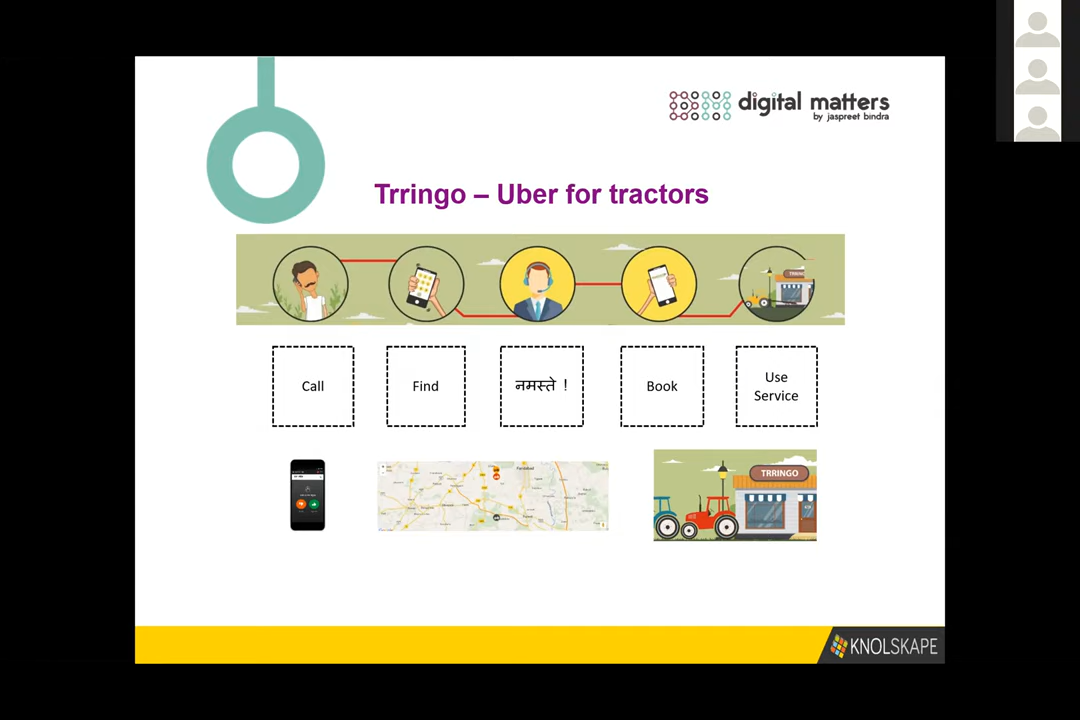 digital matters
by jaspreet bindra
Trringo – Uber for tractors
Call
Find
नमस्ते !
Book
Use
Service
TRRINGO
KNOLSKAPE